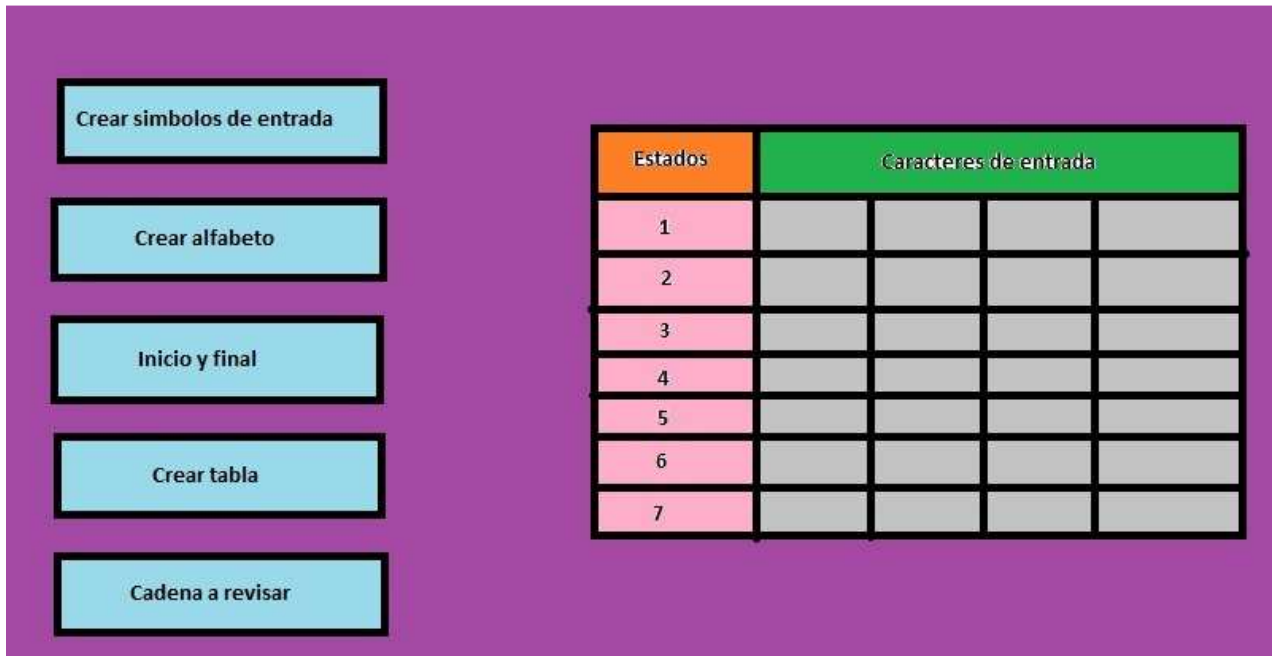 Crear simbolos de entrada
Crear alfabeto
Inicio y final
Crear tabla
Cadena a revisar
Estados Caracteres de entrada
1
2
3
4
5
6
7